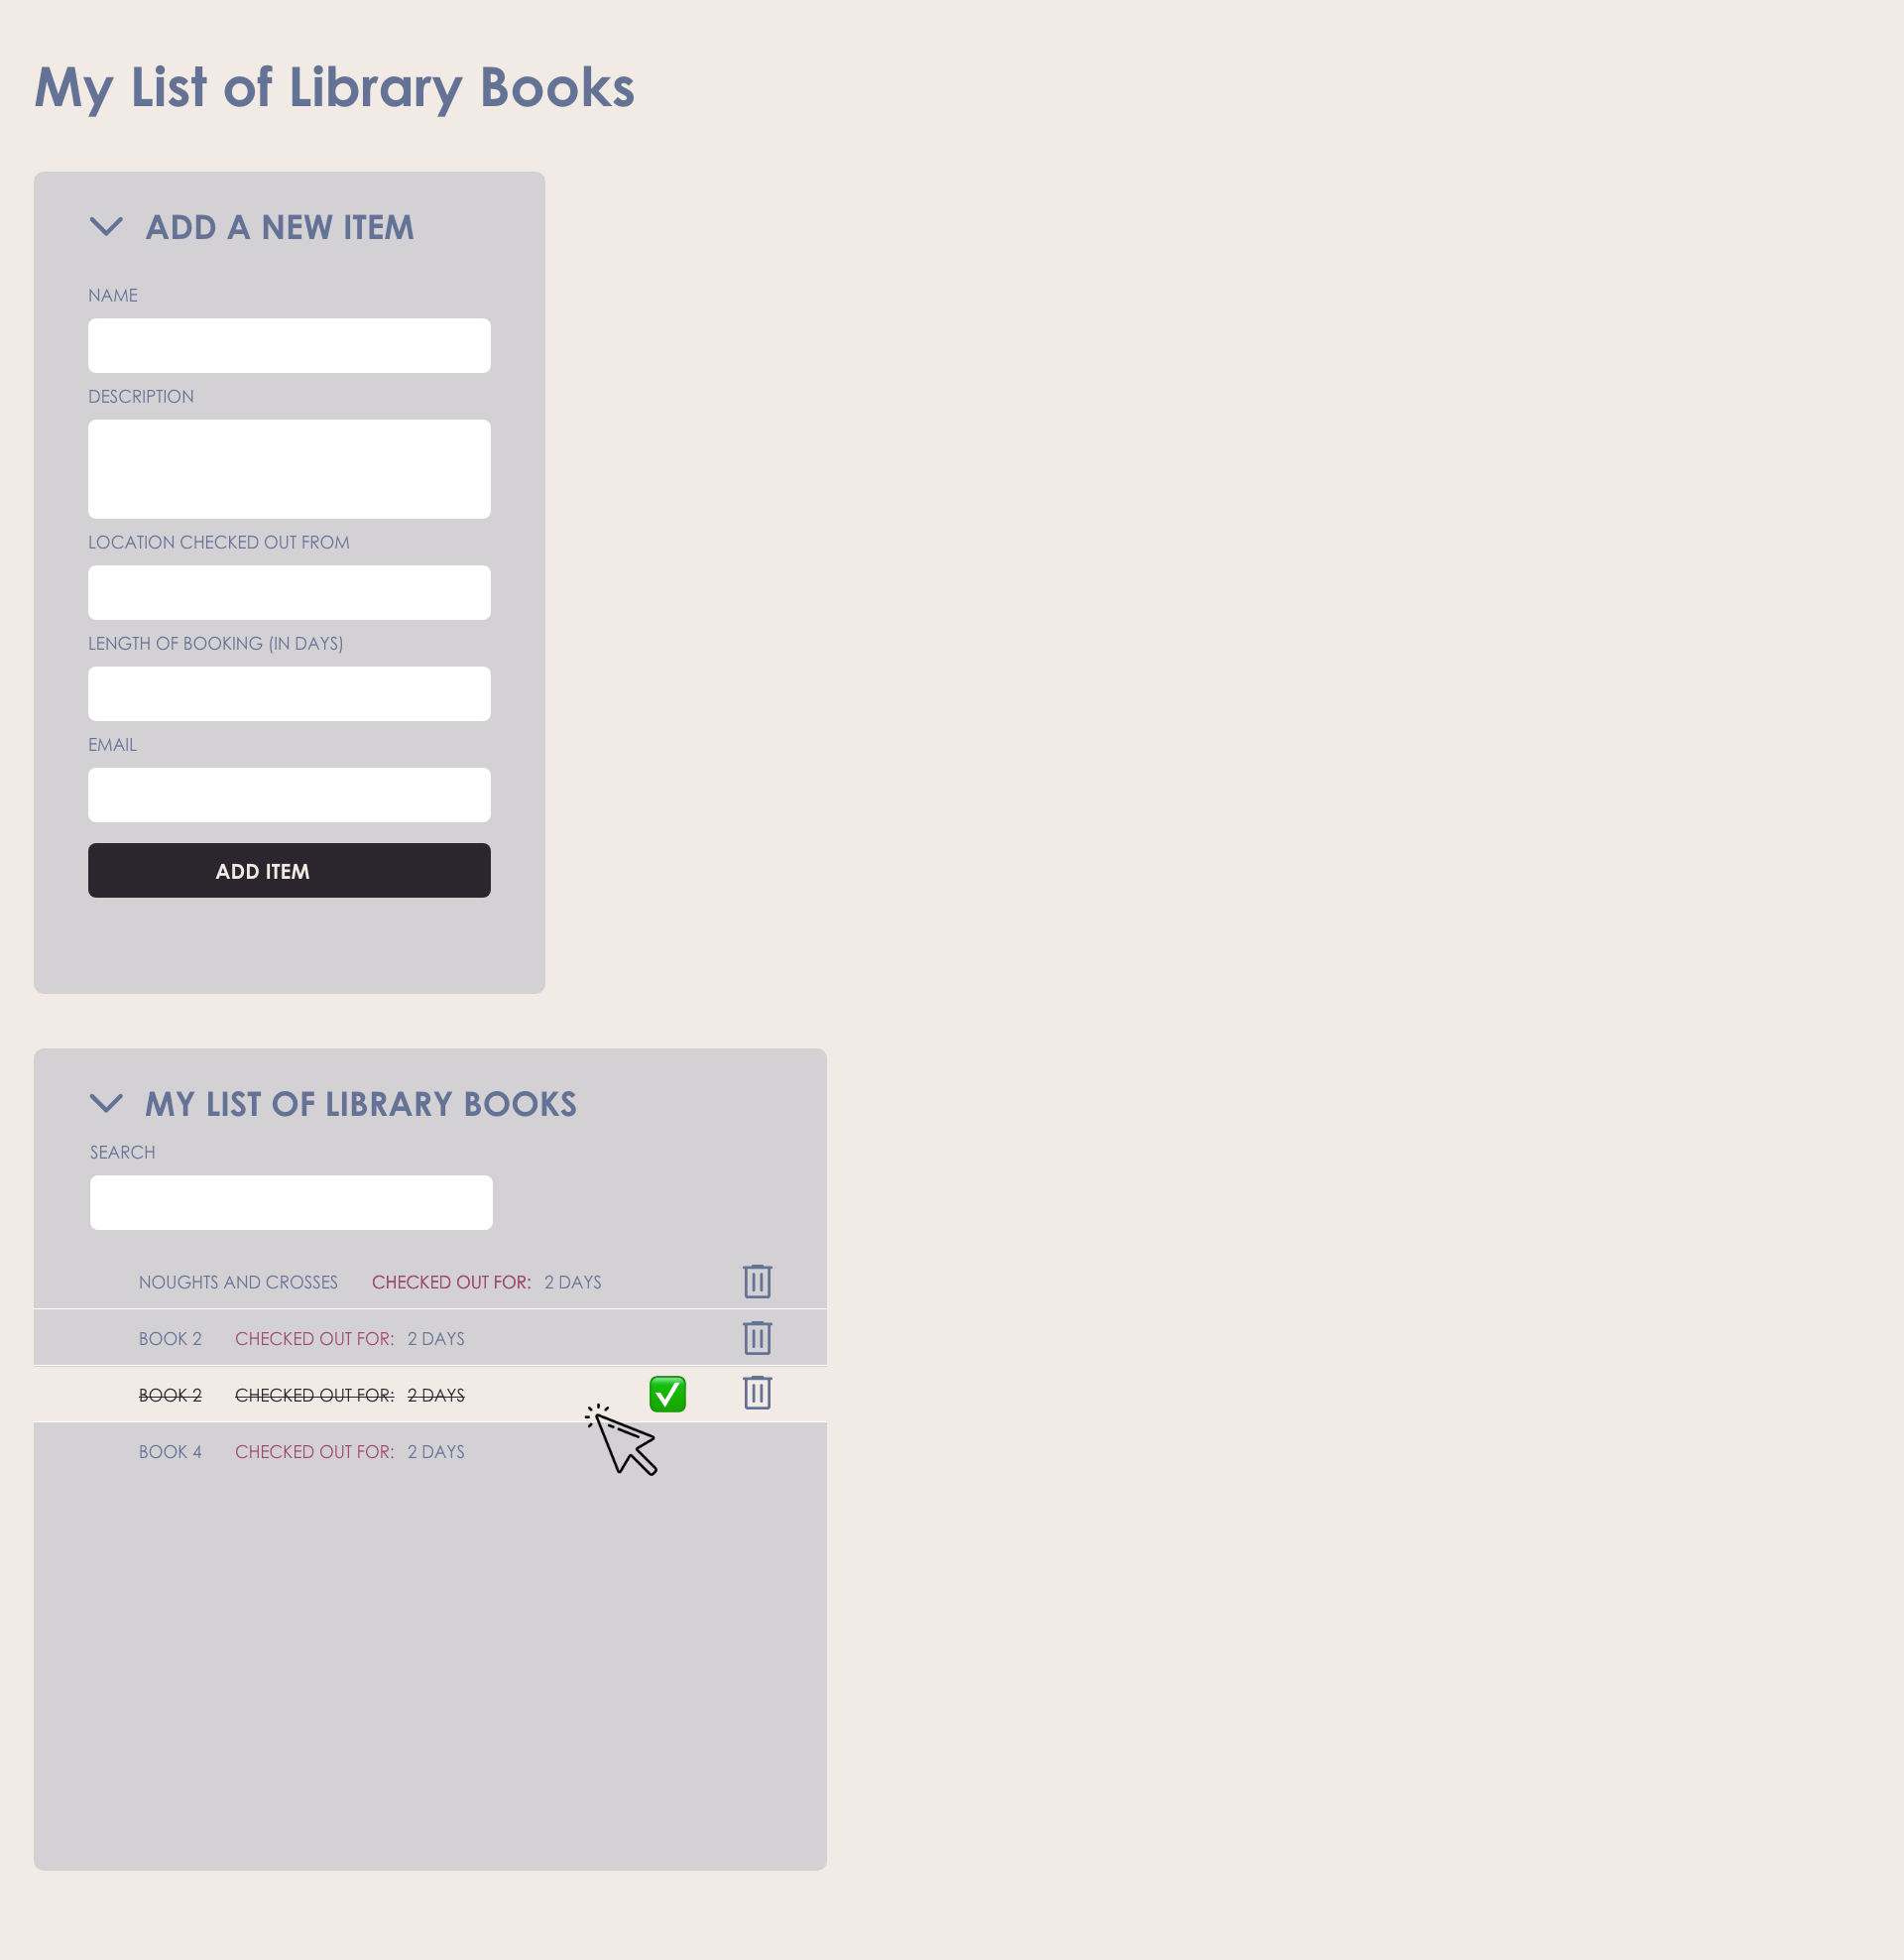 My List of Library Books
ADD A NEW ITEM
NAME
DESCRIPTION
LOCATION CHECKED OUT FROM
LENGTH OF BOOKING (IN DAYS)
EMAIL
ADD ITEM
MY LIST OF LIBRARY BOOKS
SEARCH
NOUGHTS AND CROSSES CHECKED OUT FOR: 2 DAYS
BOOK 2 CHECKED OUT FOR: 2 DAYS
BOOK 2 CHECKED OUT FOR: 2 DAYS
BOOK 4 CHECKED OUT FOR: 2 DAYS